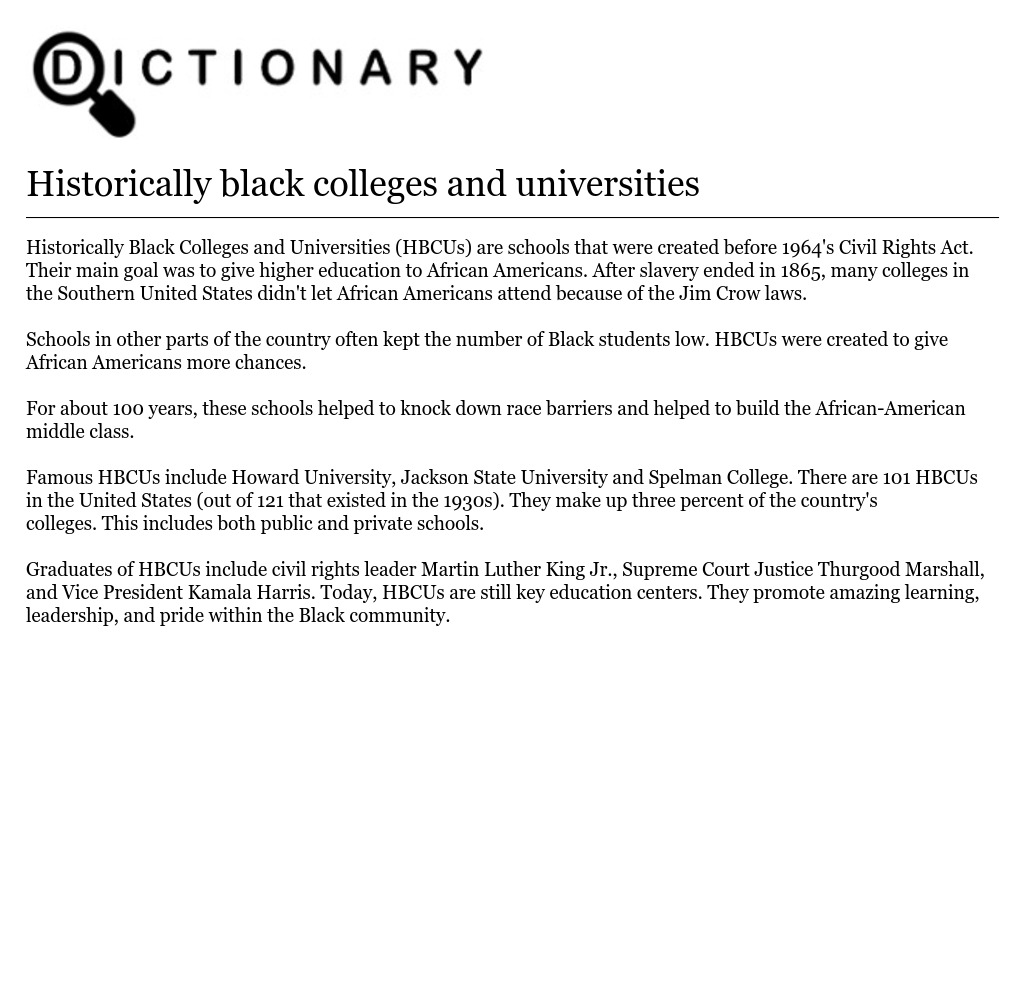 DICTIONARY
Historically black colleges and universities
Historically Black Colleges and Universities (HBCUs) are schools that were created before 1964's Civil Rights Act.
Their main goal was to give higher education to African Americans. After slavery ended in 1865, many colleges in
the Southern United States didn't let African Americans attend because of the Jim Crow laws.
Schools in other parts of the country often kept the number of Black students low. HBCUs were created to give
African Americans more chances.
For about 100 years, these schools helped to knock down race barriers and helped to build the African-American
middle class.
Famous HBCUs include Howard University, Jackson State University and Spelman College. There are 101 HBCUs
in the United States (out of 121 that existed in the 1930s). They make up three percent of the country's
colleges. This includes both public and private schools.
Graduates of HBCUs include civil rights leader Martin Luther King Jr., Supreme Court Justice Thurgood Marshall,
and Vice President Kamala Harris. Today, HBCUs are still key education centers. They promote amazing learning,
leadership, and pride within the Black community.